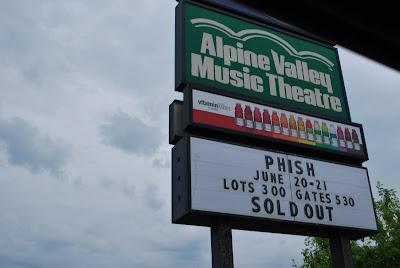 Alpine Valley
Music Theatre
vitaminwater
PHISH
JUNE 20-21
LOTS 300 GATES 530
SOLD OUT